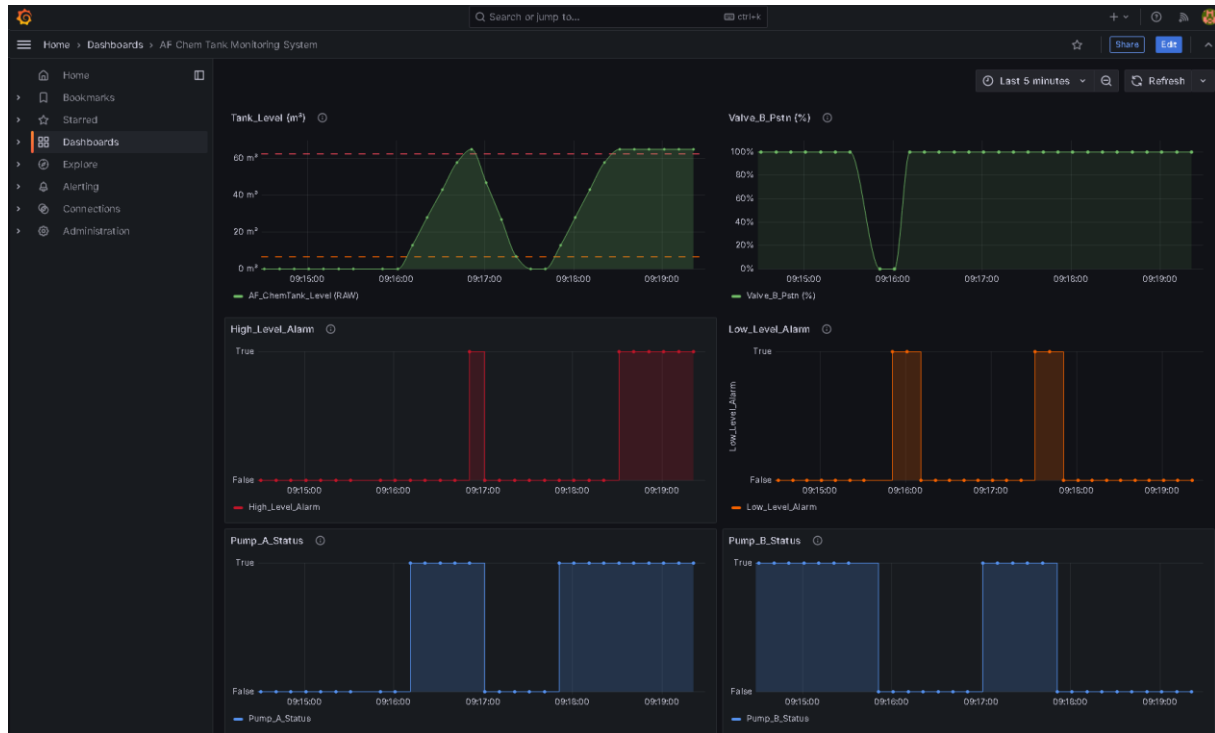 Search or jump to...
ctrl+k
Home › Dashboards › AF Chem Tank Monitoring System
Share
Edit
Home
Bookmarks
Starred
Dashboards
Explore
Alerting
Connections
Administration
Last 5 minutes
Refresh
Tank_Level (m³)
60 m³
40 m³
20 m³
0 m³
09:15:00 09:16:00 09:17:00 09:18:00 09:19:00
AF_ChemTank_Level (RAW)
Valve_B_Pstn (%)
100%
80%
60%
40%
20%
0%
09:15:00 09:16:00 09:17:00 09:18:00 09:19:00
Valve_B_Pstn (%)
High_Level_Alarm
True
False
09:15:00 09:16:00 09:17:00 09:18:00 09:19:00
High_Level_Alarm
Low_Level_Alarm
Low_Level_Alarm
True
False
09:15:00 09:16:00 09:17:00 09:18:00 09:19:00
Low_Level_Alarm
Pump_A_Status
True
False
09:15:00 09:16:00 09:17:00 09:18:00 09:19:00
Pump_A_Status
Pump_B_Status
True
False
09:15:00 09:16:00 09:17:00 09:18:00 09:19:00
Pump_B_Status